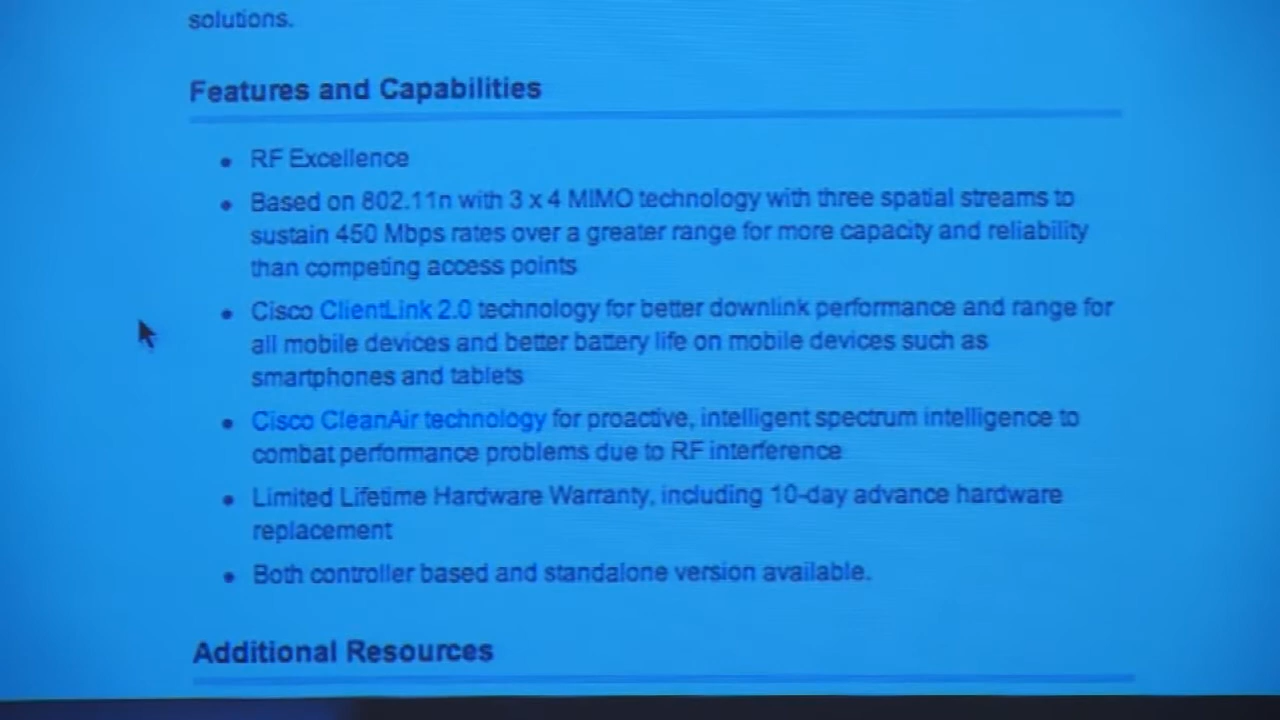 solutions.
Features and Capabilities
RF Excellence
Based on 802.11n with 3 x 4 MIMO technology with three spatial streams to
sustain 450 Mbps rates over a greater range for more capacity and reliability
than competing access points
Cisco ClientLink 2.0 technology for better downlink performance and range for
all mobile devices and better battery life on mobile devices such as
smartphones and tablets
Cisco CleanAir technology for proactive, intelligent spectrum intelligence to
combat performance problems due to RF interference
Limited Lifetime Hardware Warranty, including 10-day advance hardware
replacement
Both controller based and standalone version available.
Additional Resources